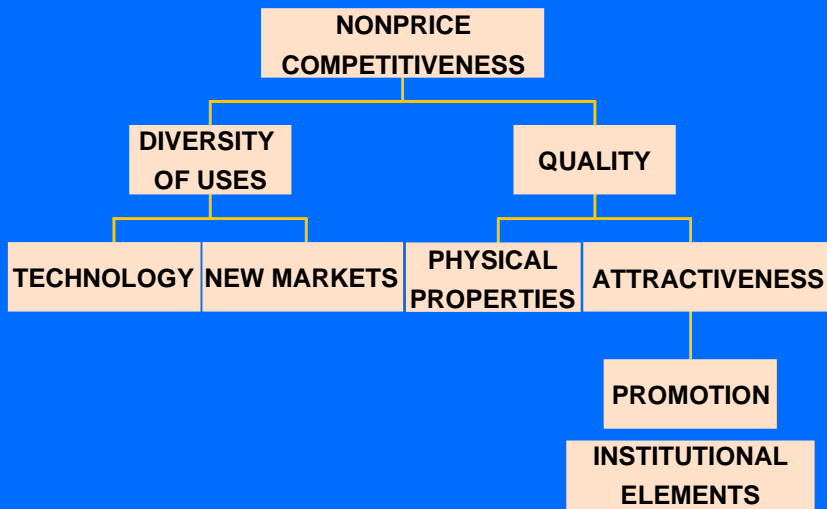 NONPRICE
COMPETITIVENESS
DIVERSITY
OF USES
QUALITY
TECHNOLOGY
NEW MARKETS
PHYSICAL
PROPERTIES
ATTRACTIVENESS
PROMOTION
INSTITUTIONAL
ELEMENTS